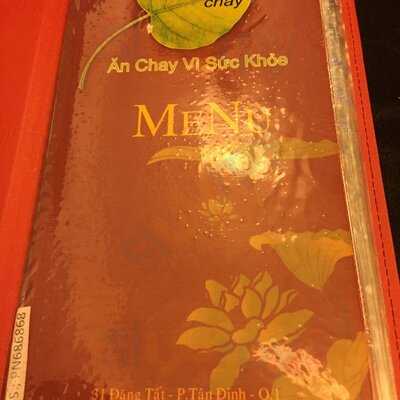 chay
Ăn Chay Vì Sức Khỏe
MENU
31 Đặng Tất - P.Tân Định - Q.1